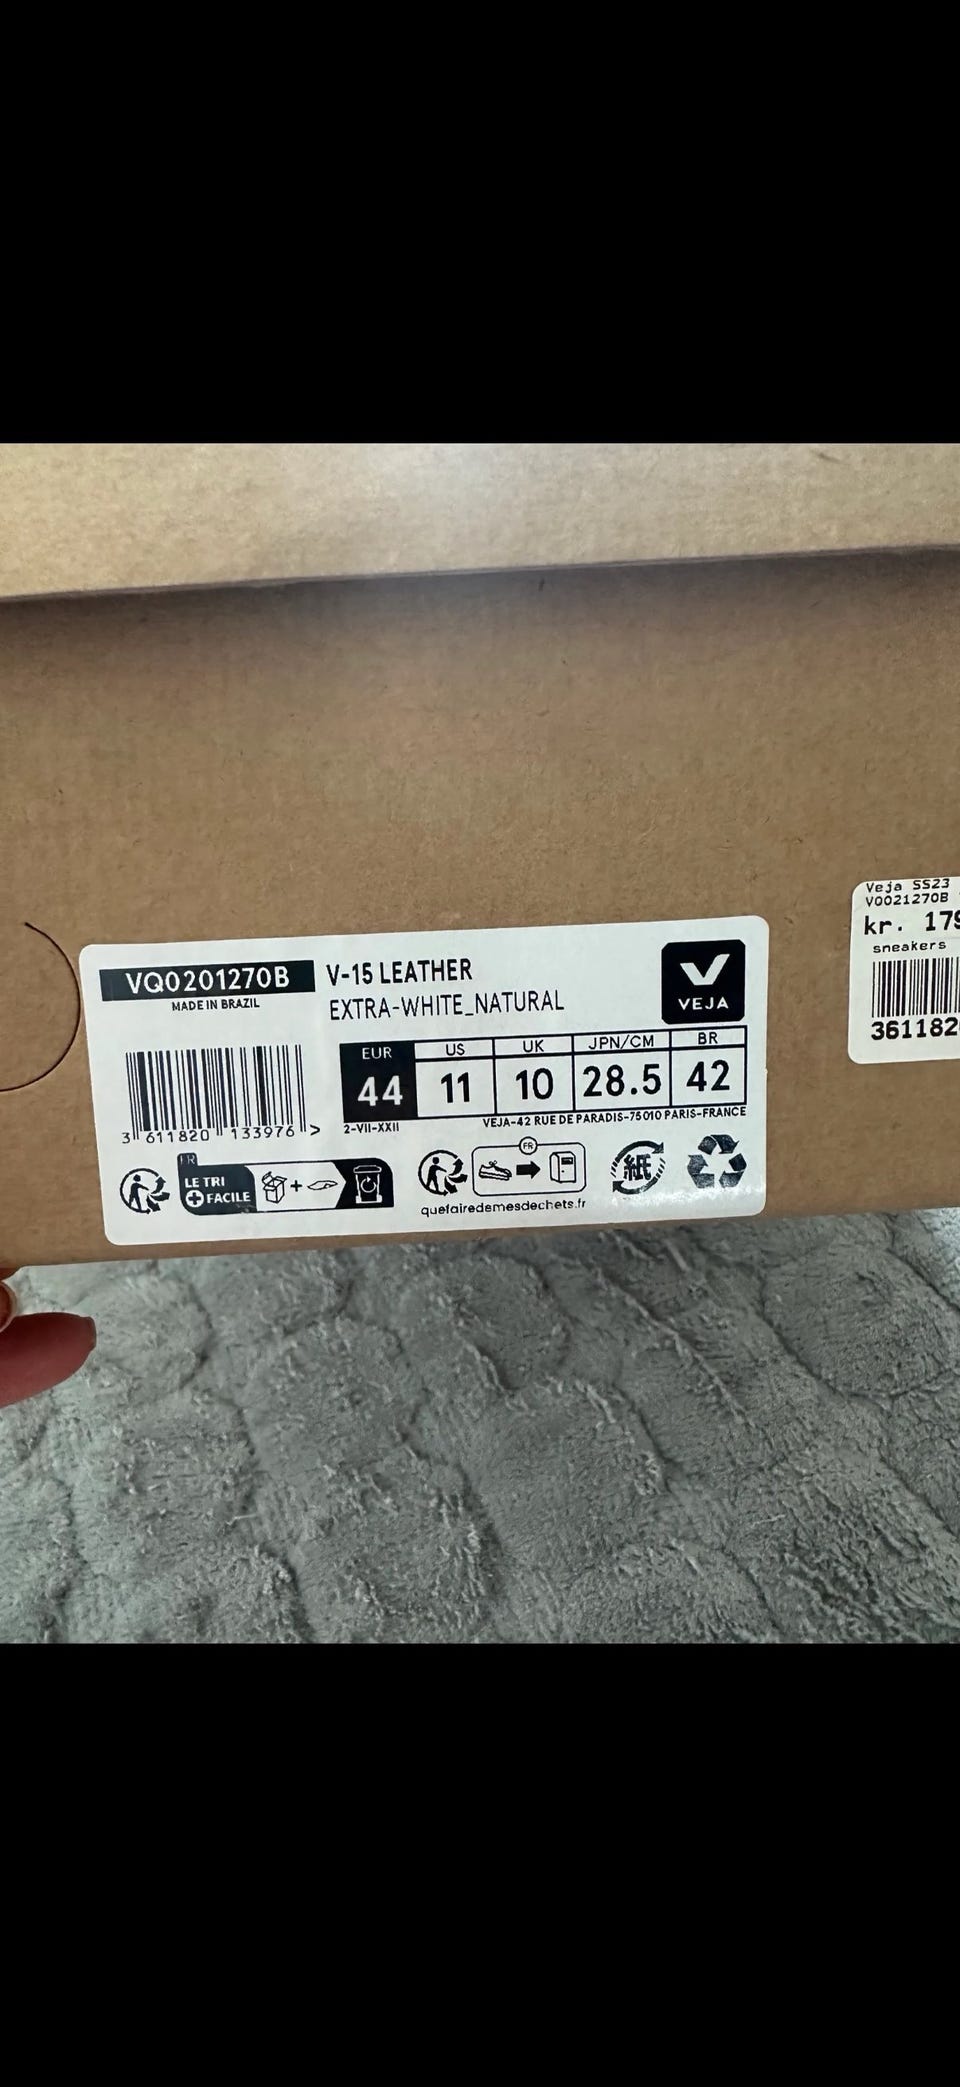 VQ0201270B
MADE IN BRAZIL
V-15 LEATHER
EXTRA-WHITE_NATURAL
VEJA
EUR US UK JPN/CM BR
44 11 10 28.5 42
3 611820 133976 >
2-VII-XXII
VEJA-42 RUE DE PARADIS-75010 PARIS-FRANCE
FR
LE TRI
+ FACILE
+
FR
quefairedemesdechets.fr
紙
Veja SS23
V0021270B
kr. 179
sneakers
361182